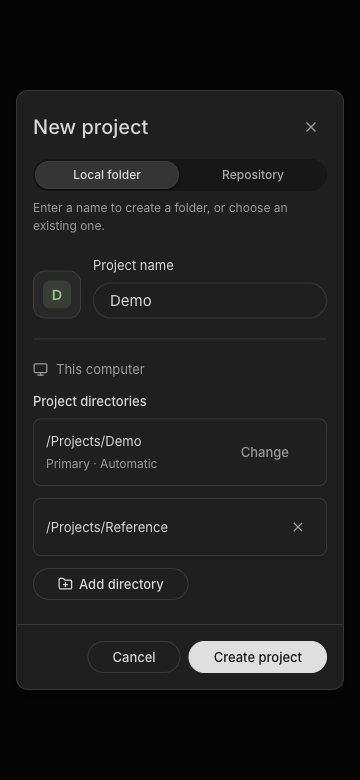 New project
Local folder
Repository
Enter a name to create a folder, or choose an
existing one.
Project name
D
Demo
This computer
Project directories
/Projects/Demo
Primary · Automatic
Change
/Projects/Reference
Add directory
Cancel
Create project